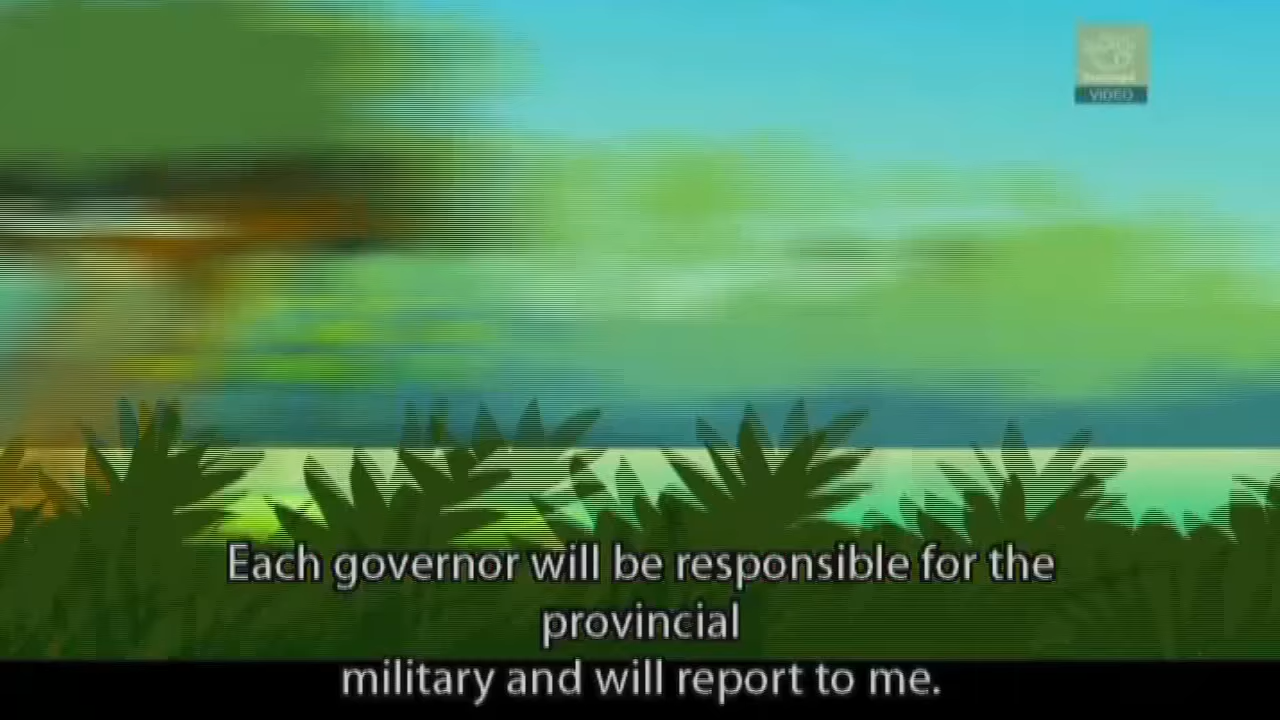 VIDEO
Each governor will be responsible for the
provincial
military and will report to me.